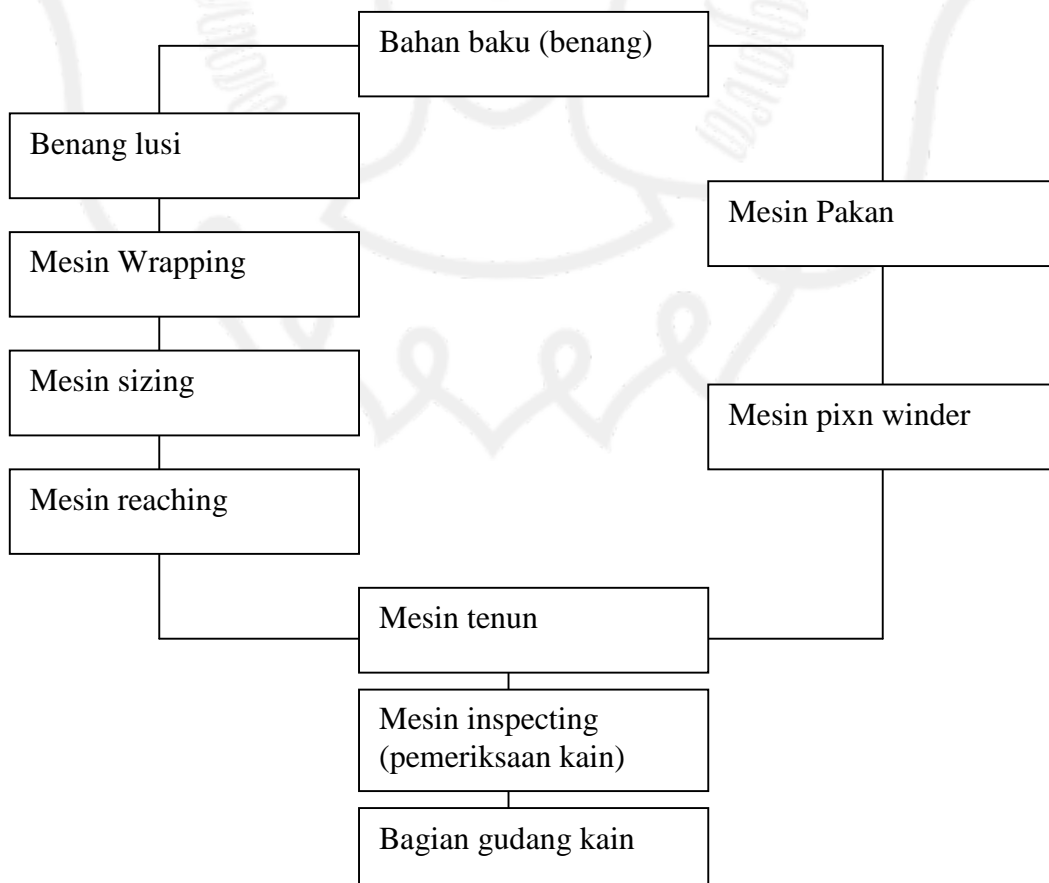 Bahan baku (benang)
Benang lusi
Mesin Wrapping
Mesin sizing
Mesin reaching
Mesin Pakan
Mesin pixn winder
Mesin tenun
Mesin inspecting
(pemeriksaan kain)
Bagian gudang kain